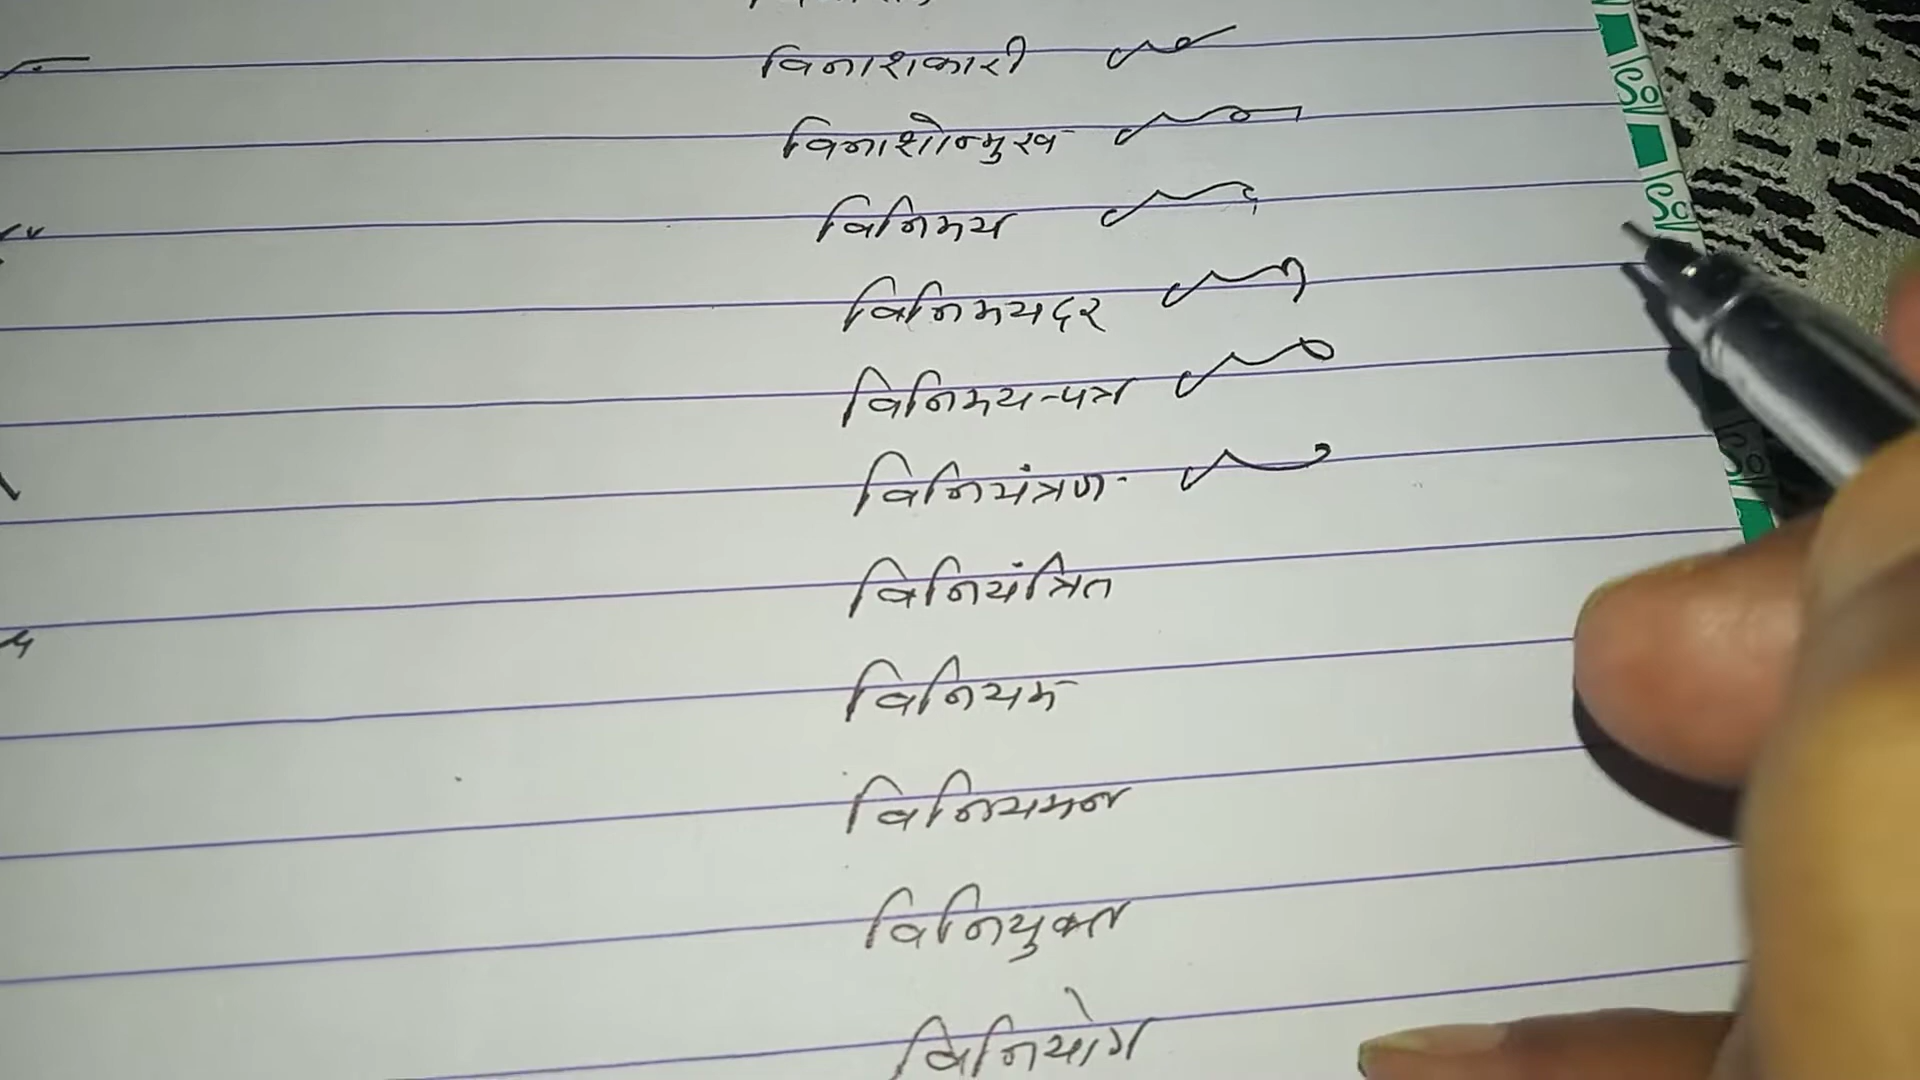 विनाशकारी
विनाशोन्मुख
विनिमय
विनिमयदर
विनिमय-पत्र
विनियंत्रण
विनियंत्रित
विनियम
विनियमन
विनियुक्त
विनियोग